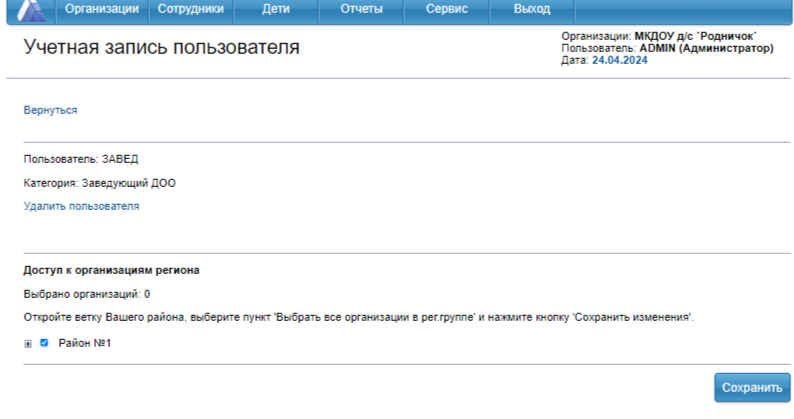 Организации Сотрудники Дети Отчеты Сервис Выход
Учетная запись пользователя
Организации: МКДОУ д/с `Родничок`
Пользователь: ADMIN (Администратор)
Дата: 24.04.2024
Вернуться
Пользователь: ЗАВЕД
Категория: Заведующий ДОО
Удалить пользователя
Доступ к организациям региона
Выбрано организаций: 0
Откройте ветку Вашего района, выберите пункт 'Выбрать все организации в рег.группе' и нажмите кнопку 'Сохранить изменения'.
Район №1
Сохранить